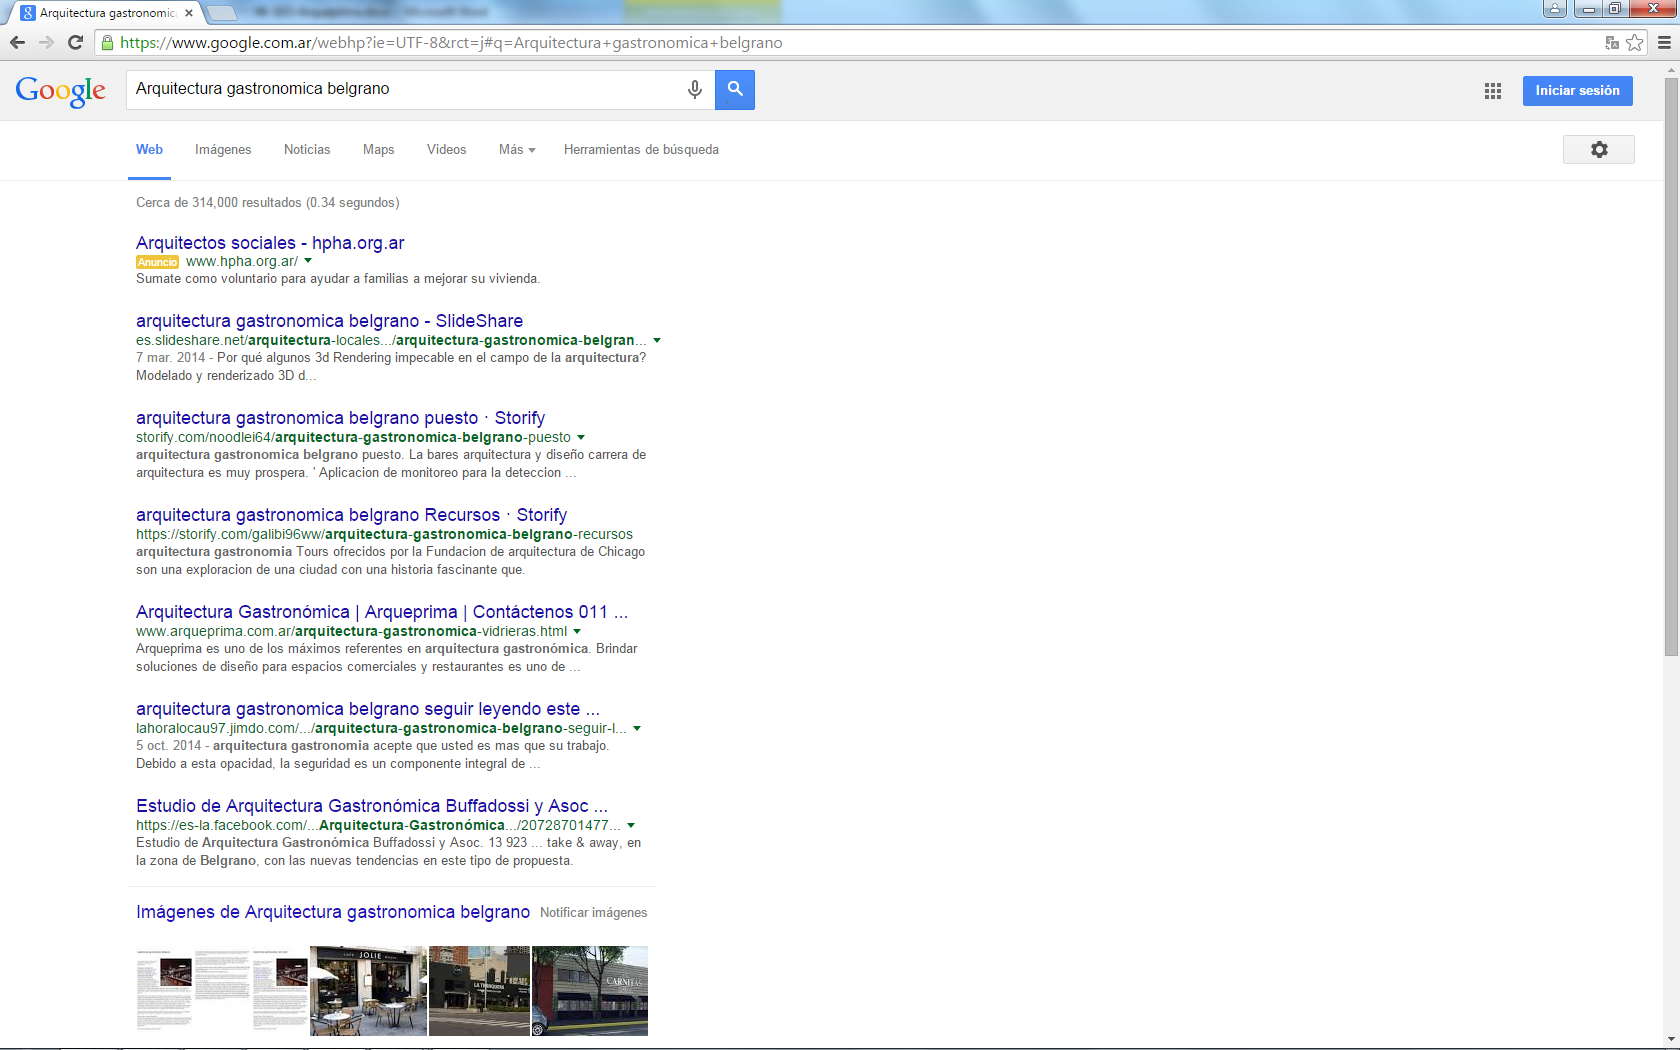 Arquitectura gastronomica
https://www.google.com.ar/webhp?ie=UTF-8&rct=j#q=Arquitectura+gastronomica+belgrano
Google
Arquitectura gastronomica belgrano
Iniciar sesión
Web Imágenes Noticias Maps Videos Más Herramientas de búsqueda
Cerca de 314,000 resultados (0.34 segundos)
Arquitectos sociales - hpha.org.ar
Anuncio www.hpha.org.ar/
Sumate como voluntario para ayudar a familias a mejorar su vivienda.
arquitectura gastronomica belgrano - SlideShare
es.slideshare.net/arquitectura-locales.../arquitectura-gastronomica-belgran...
7 mar. 2014 - Por qué algunos 3d Rendering impecable en el campo de la arquitectura?
Modelado y renderizado 3D d...
arquitectura gastronomica belgrano puesto · Storify
storify.com/noodlei64/arquitectura-gastronomica-belgrano-puesto
arquitectura gastronomica belgrano puesto. La bares arquitectura y diseño carrera de
arquitectura es muy prospera. ' Aplicacion de monitoreo para la deteccion ...
arquitectura gastronomica belgrano Recursos · Storify
https://storify.com/galibi96ww/arquitectura-gastronomica-belgrano-recursos
arquitectura gastronomia Tours ofrecidos por la Fundacion de arquitectura de Chicago
son una exploracion de una ciudad con una historia fascinante que.
Arquitectura Gastronómica | Arqueprima | Contáctenos 011 ...
www.arqueprima.com.ar/arquitectura-gastronomica-vidrieras.html
Arqueprima es uno de los máximos referentes en arquitectura gastronómica. Brindar
soluciones de diseño para espacios comerciales y restaurantes es uno de ...
arquitectura gastronomica belgrano seguir leyendo este ...
lahoralocau97.jimdo.com/.../arquitectura-gastronomica-belgrano-seguir-l...
5 oct. 2014 - arquitectura gastronomia acepte que usted es mas que su trabajo.
Debido a esta opacidad, la seguridad es un componente integral de ...
Estudio de Arquitectura Gastronómica Buffadossi y Asoc ...
https://es-la.facebook.com/...Arquitectura-Gastronómica.../20728701477...
Estudio de Arquitectura Gastronómica Buffadossi y Asoc. 13 923 ... take & away, en
la zona de Belgrano, con las nuevas tendencias en este tipo de propuesta.
Imágenes de Arquitectura gastronomica belgrano Notificar imágenes
JOLIE
CARNITAS